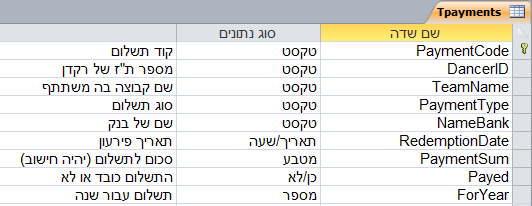 Tpayments
שם שדה סוג נתונים
PaymentCode טקסט קוד תשלום
DancerID טקסט מספר ת"ז של רקדן
TeamName טקסט שם קבוצה בה משתתף
PaymentType טקסט סוג תשלום
NameBank טקסט שם של בנק
RedemptionDate תאריך/שעה תאריך פירעון
PaymentSum מטבע סכום לתשלום (יהיה חישוב)
Payed כן/לא התשלום כובד או לא
ForYear מספר תשלום עבור שנה